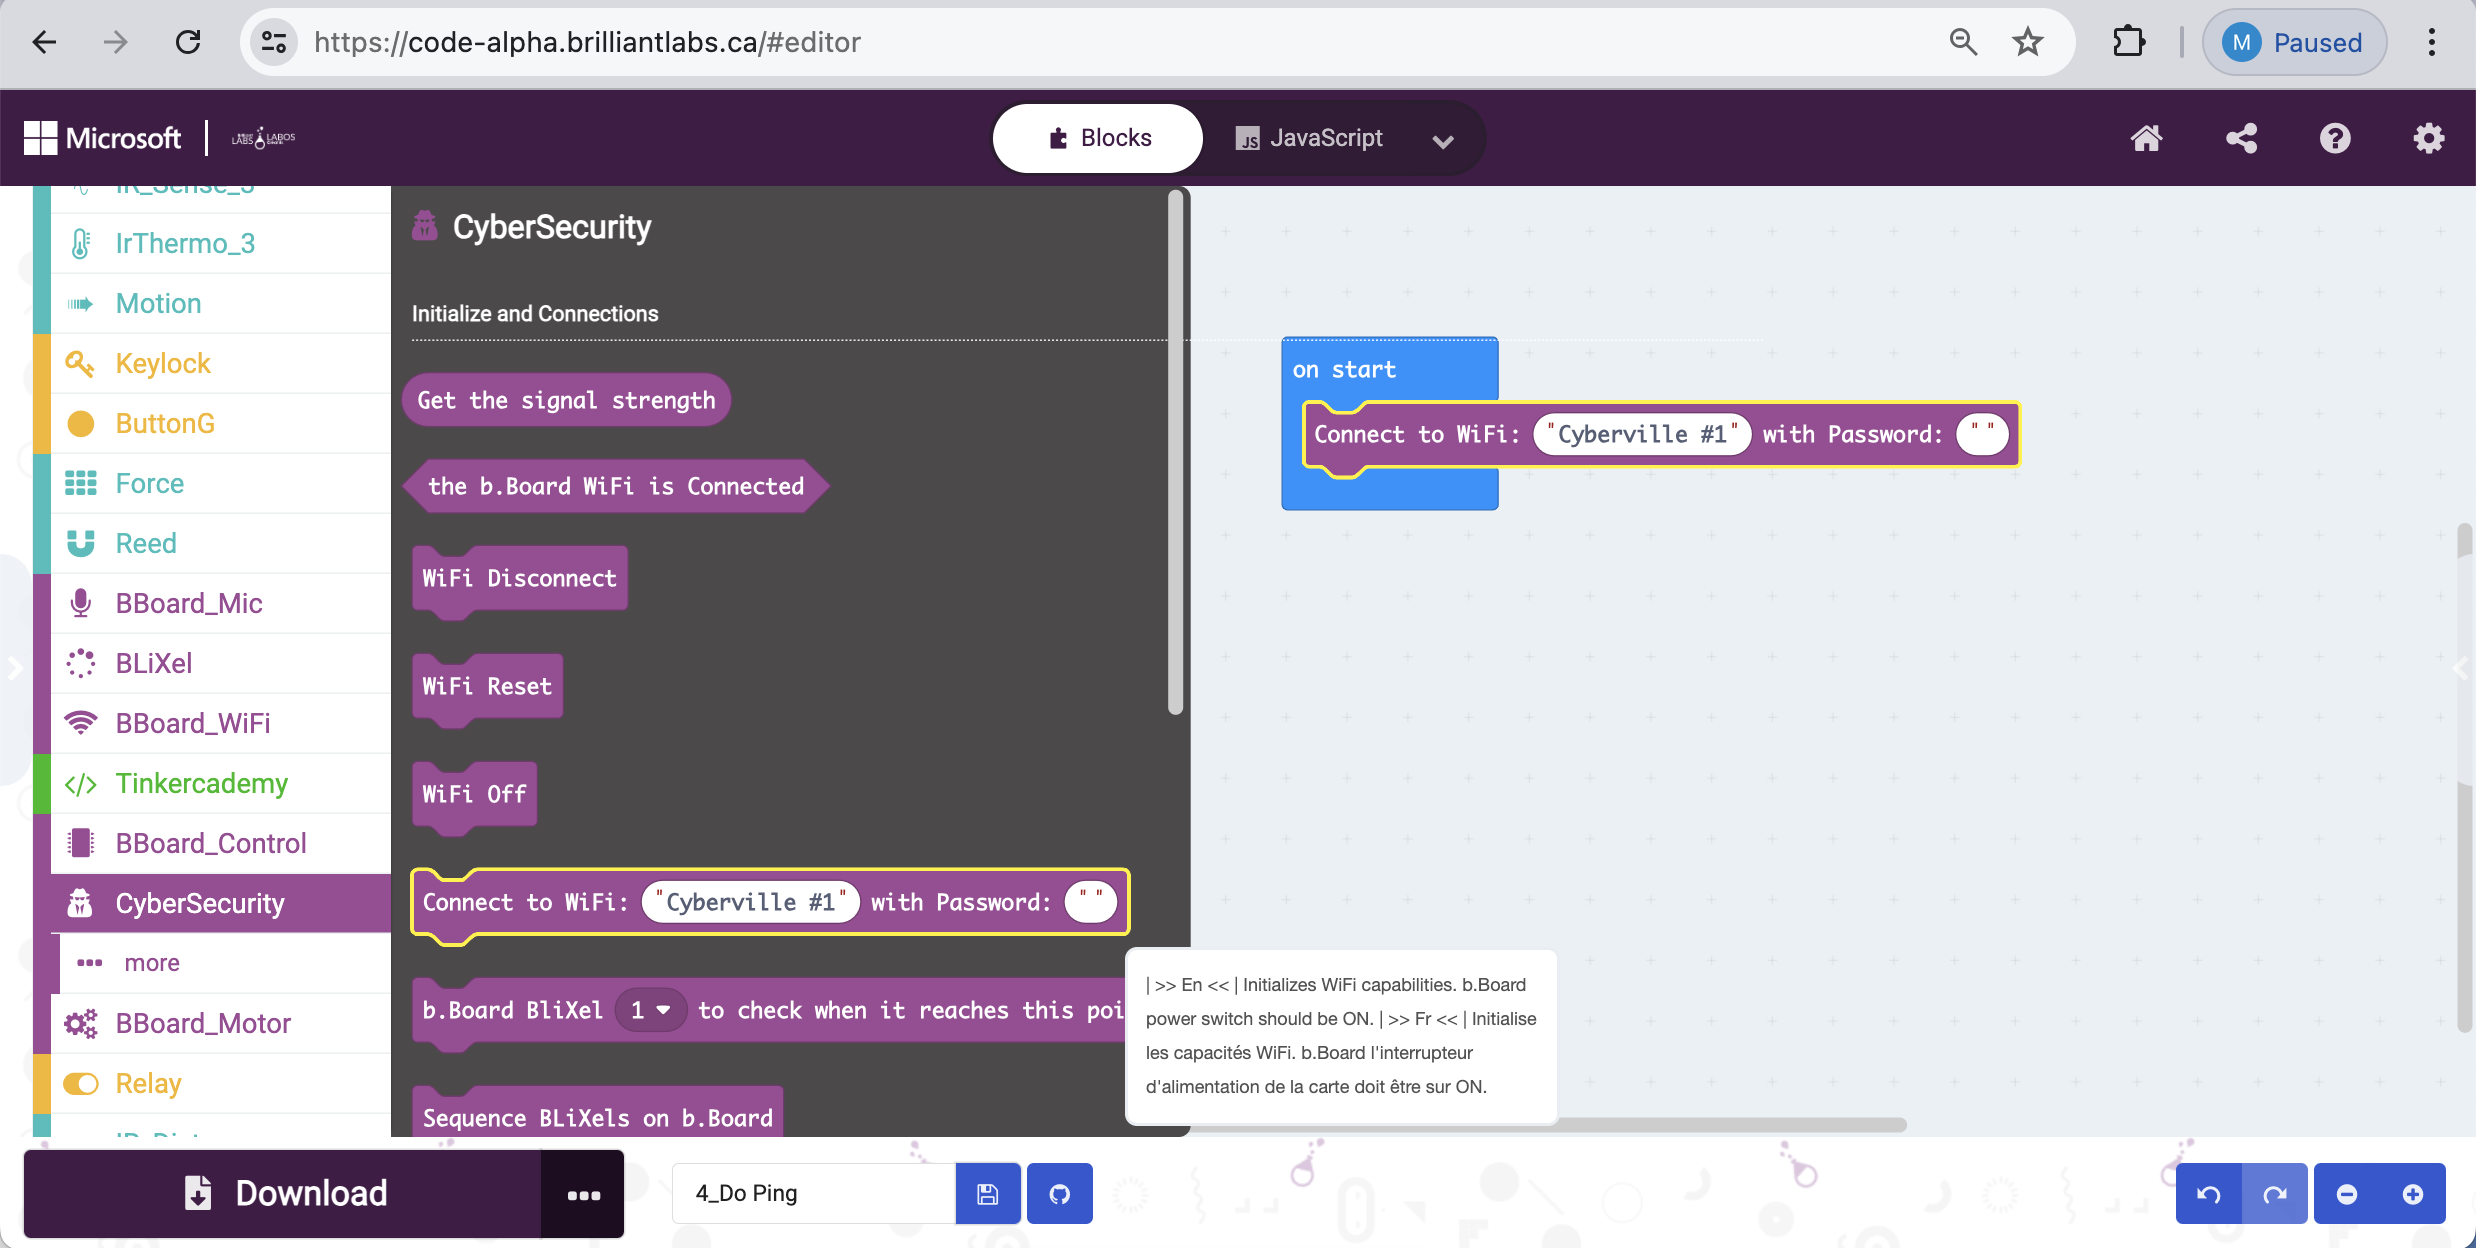 https://code-alpha.brilliantlabs.ca/#editor
M
Paused
Microsoft
LABS
LABOS
Blocks
JS
JavaScript
IR_Sense_3
IrThermo_3
Motion
Keylock
ButtonG
Force
Reed
BBoard_Mic
BLiXel
BBoard_WiFi
Tinkercademy
BBoard_Control
CyberSecurity
more
BBoard_Motor
Relay
CyberSecurity
Initialize and Connections
Get the signal strength
the b.Board WiFi is Connected
WiFi Disconnect
WiFi Reset
WiFi Off
Connect to WiFi: "Cyberville #1" with Password: " "
b.Board BliXel 1 to check when it reaches this poi
Sequence BLiXels on b.Board
on start
Connect to WiFi: "Cyberville #1" with Password: " "
| >> En << | Initializes WiFi capabilities. b.Board
power switch should be ON. | >> Fr << | Initialise
les capacités WiFi. b.Board l'interrupteur
d'alimentation de la carte doit être sur ON.
Download
4_Do Ping